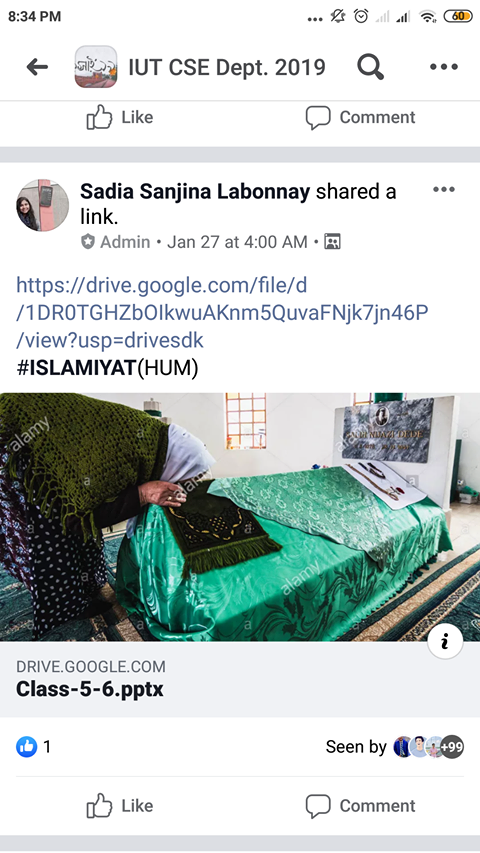 8:34 PM
60
IUT CSE Dept. 2019
Like Comment
Sadia Sanjina Labonnay shared a
link.
Admin • Jan 27 at 4:00 AM •
https://drive.google.com/file/d
/1DR0TGHZbOIkwuAKnm5QuvaFNjk7jn46P
/view?usp=drivesdk
#ISLAMIYAT(HUM)
alamy
a
a
alamy
a
DRIVE.GOOGLE.COM
Class-5-6.pptx
1
Seen by +99
Like Comment